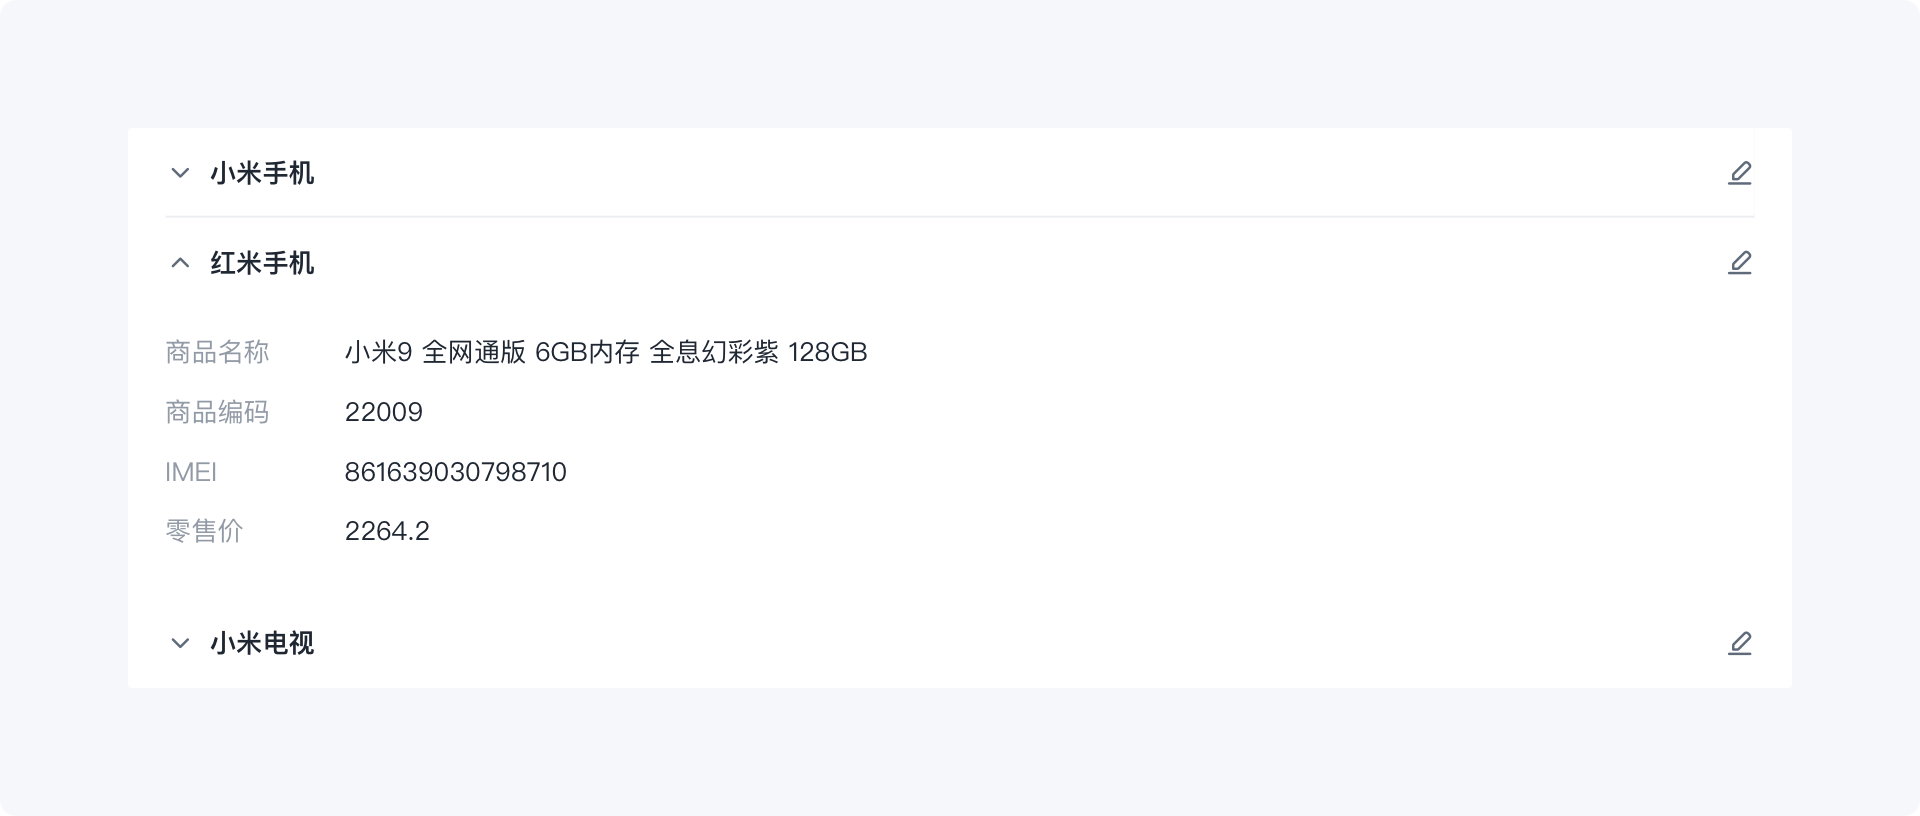 小米手机
红米手机
商品名称 小米9 全网通版 6GB内存 全息幻彩紫 128GB
商品编码 22009
IMEI 861639030798710
零售价 2264.2
小米电视